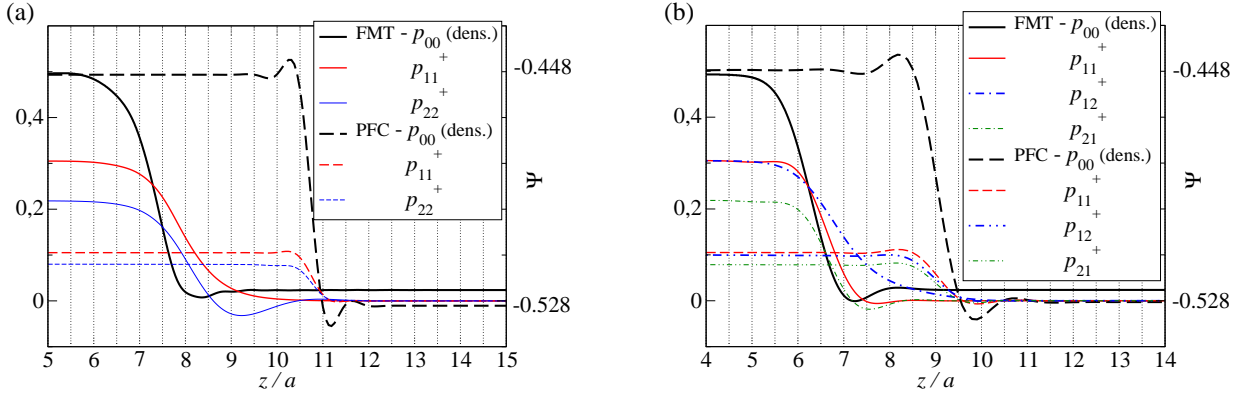 (a)
FMT - p00 (dens.)
p11+
p22+
PFC - p00 (dens.)
p11+
p22+
0,4
0,2
0
-0.448
Ψ
-0.528
5 6 7 8 9 10 11 12 13 14 15
z/a
(b)
FMT - p00 (dens.)
p11+
p12+
p21+
PFC - p00 (dens.)
p11+
p12+
p21+
0,4
0,2
0
-0.448
Ψ
-0.528
4 5 6 7 8 9 10 11 12 13 14
z/a